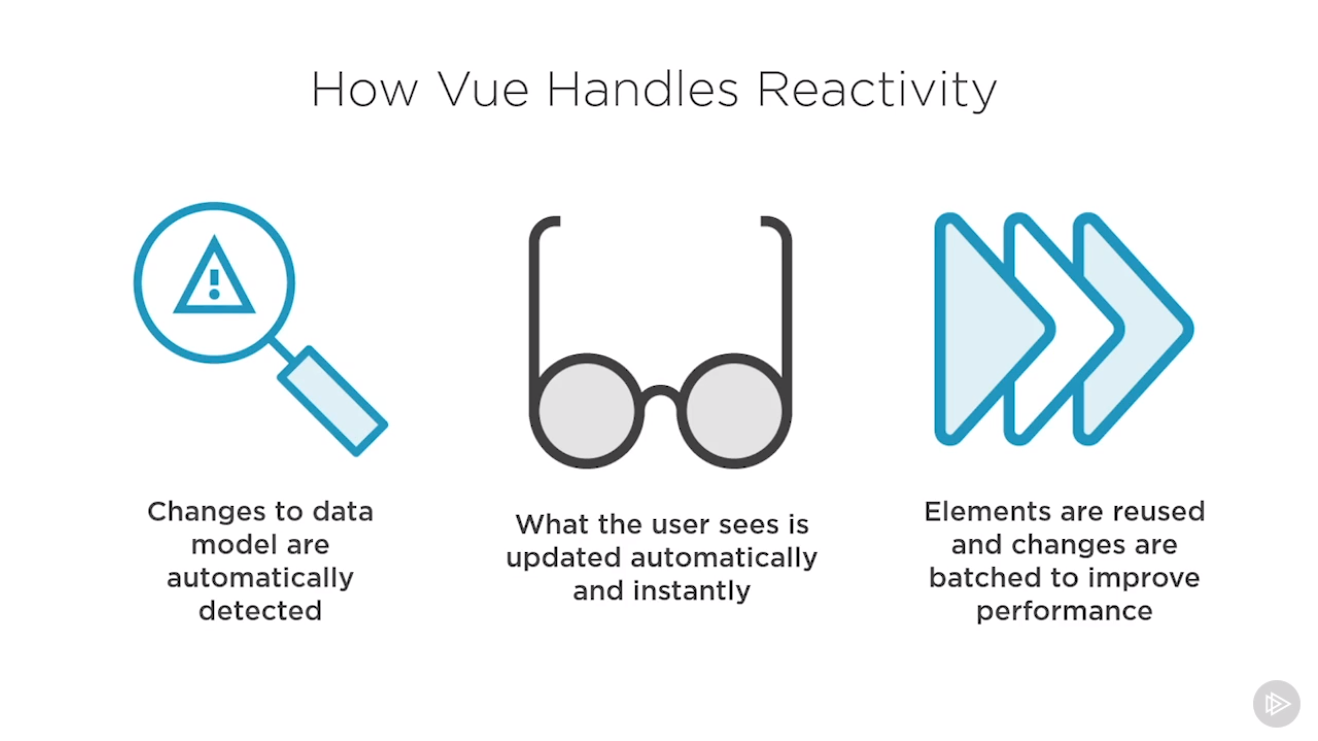 How Vue Handles Reactivity
Changes to data
model are
automatically
detected
What the user sees is
updated automatically
and instantly
Elements are reused
and changes are
batched to improve
performance